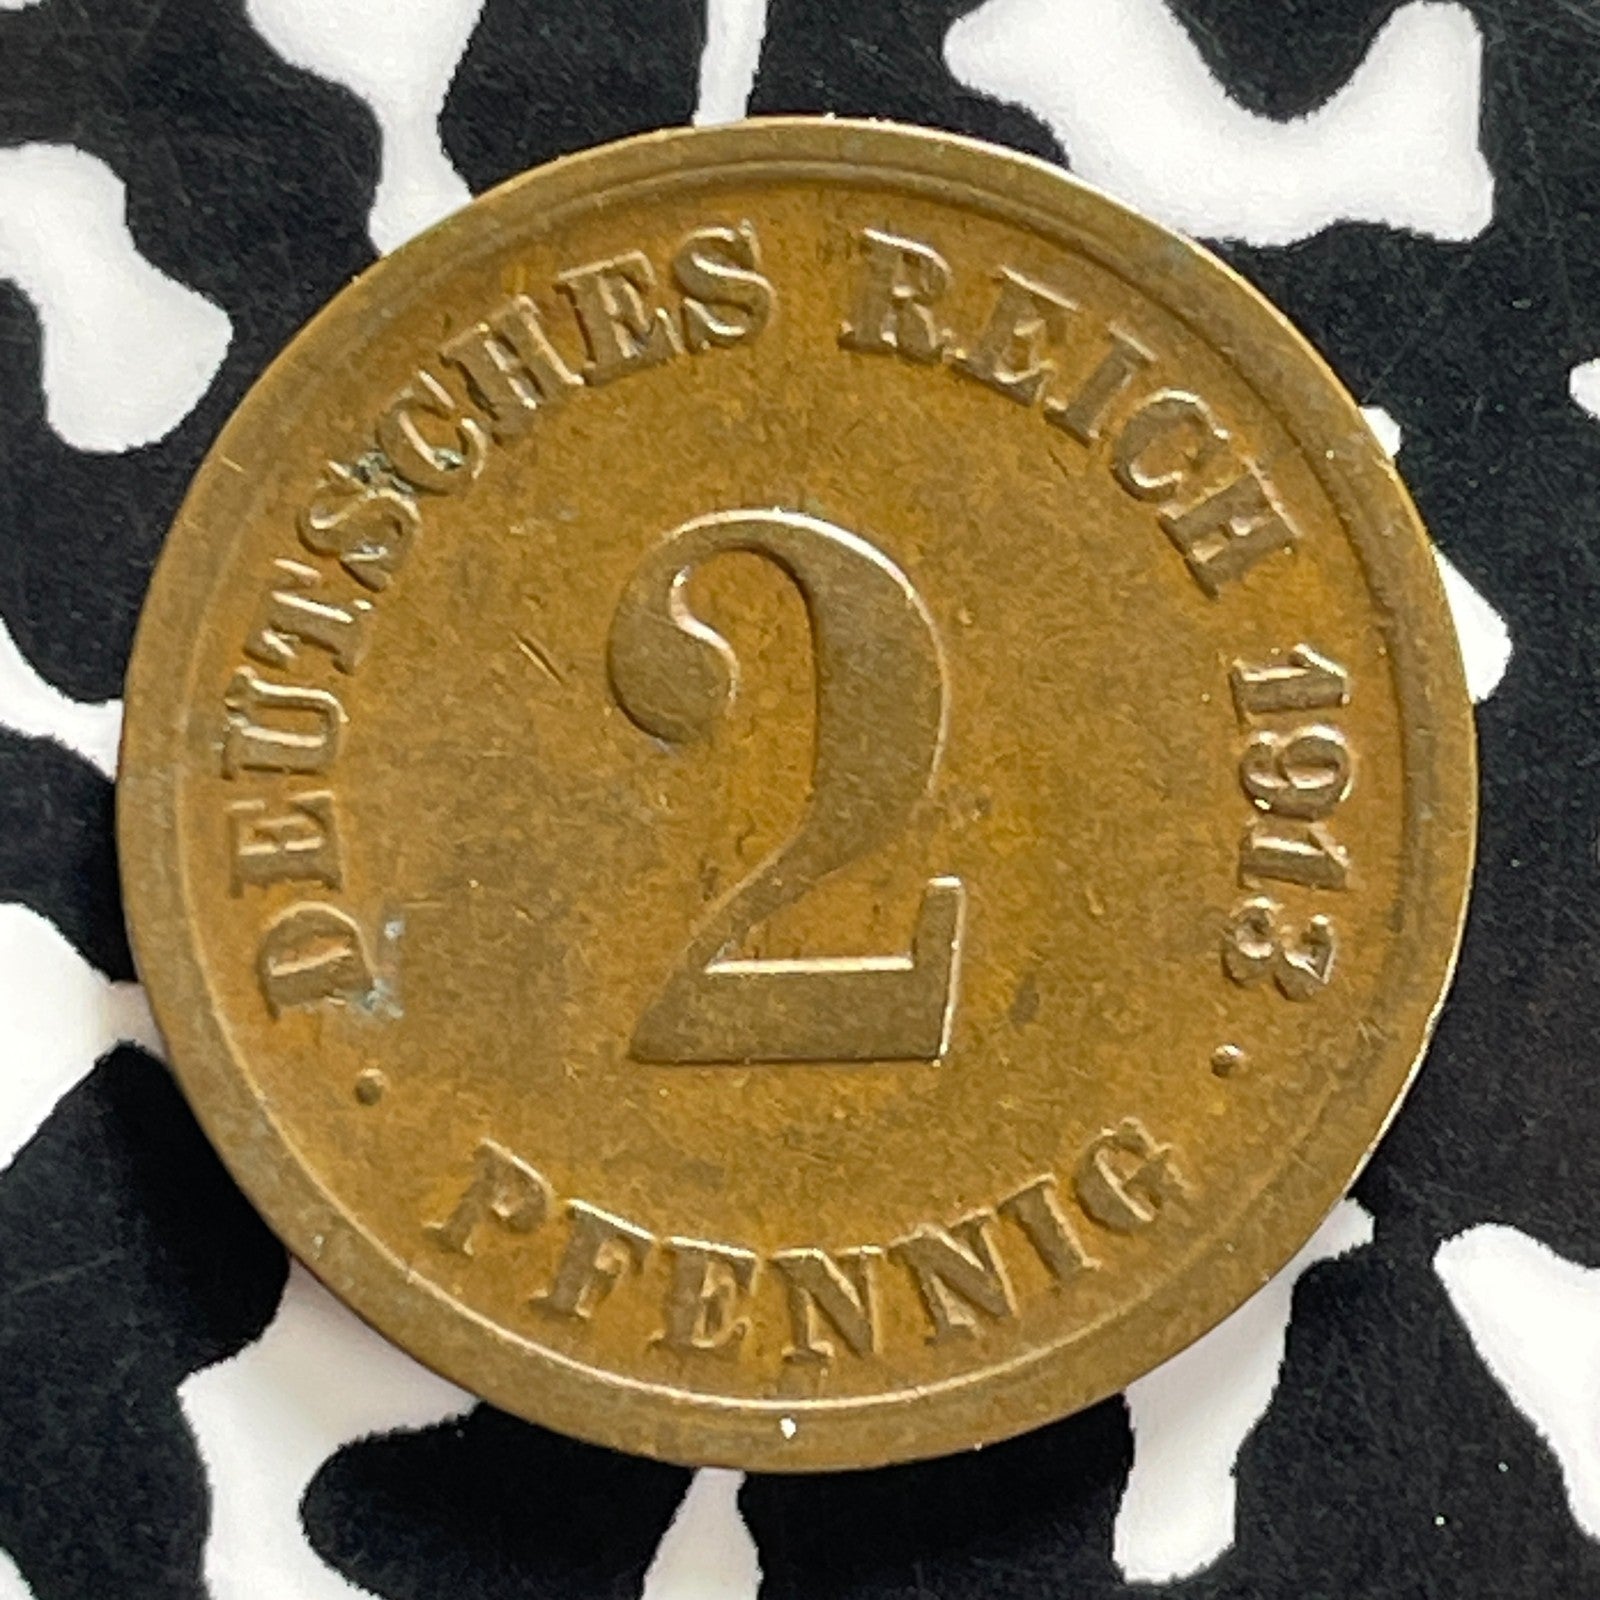 DEUTSCHES REICH 1913
2
· PFENNIG ·